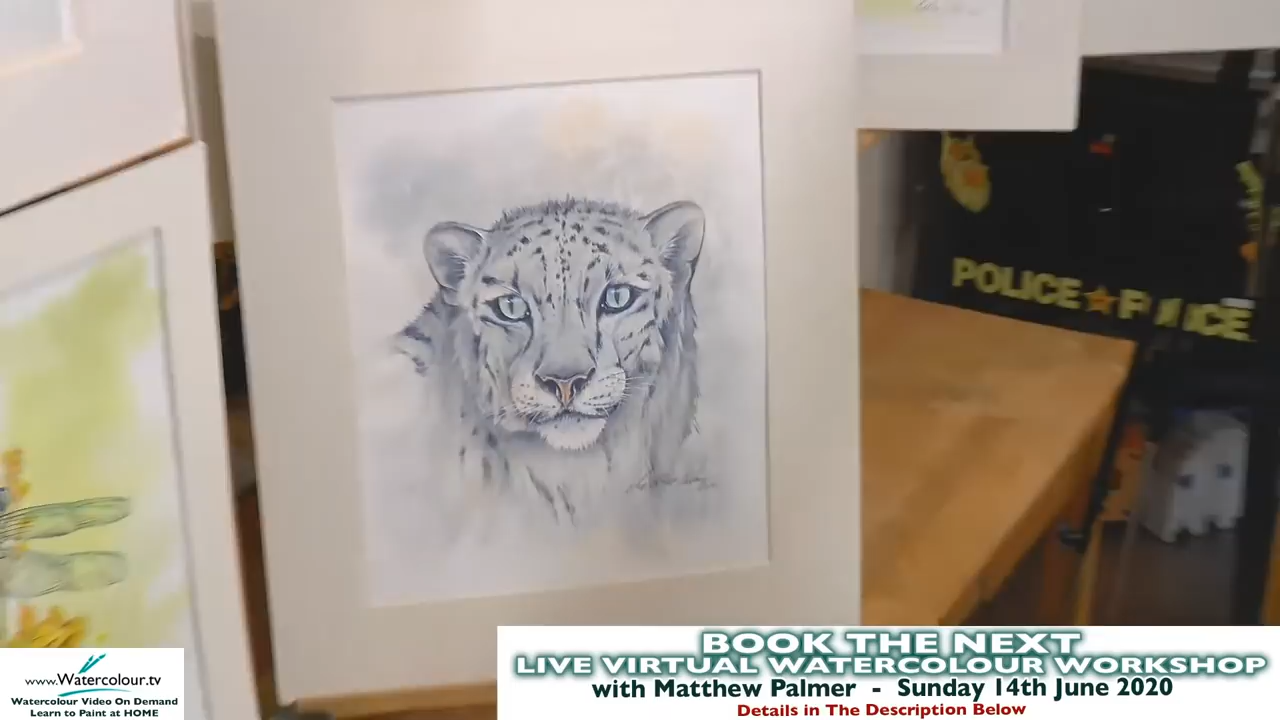 POLICE
www.Watercolour.tv
Watercolour Video On Demand
Learn to Paint at HOME
BOOK THE NEXT
LIVE VIRTUAL WATERCOLOUR WORKSHOP
with Matthew Palmer - Sunday 14th June 2020
Details in The Description Below